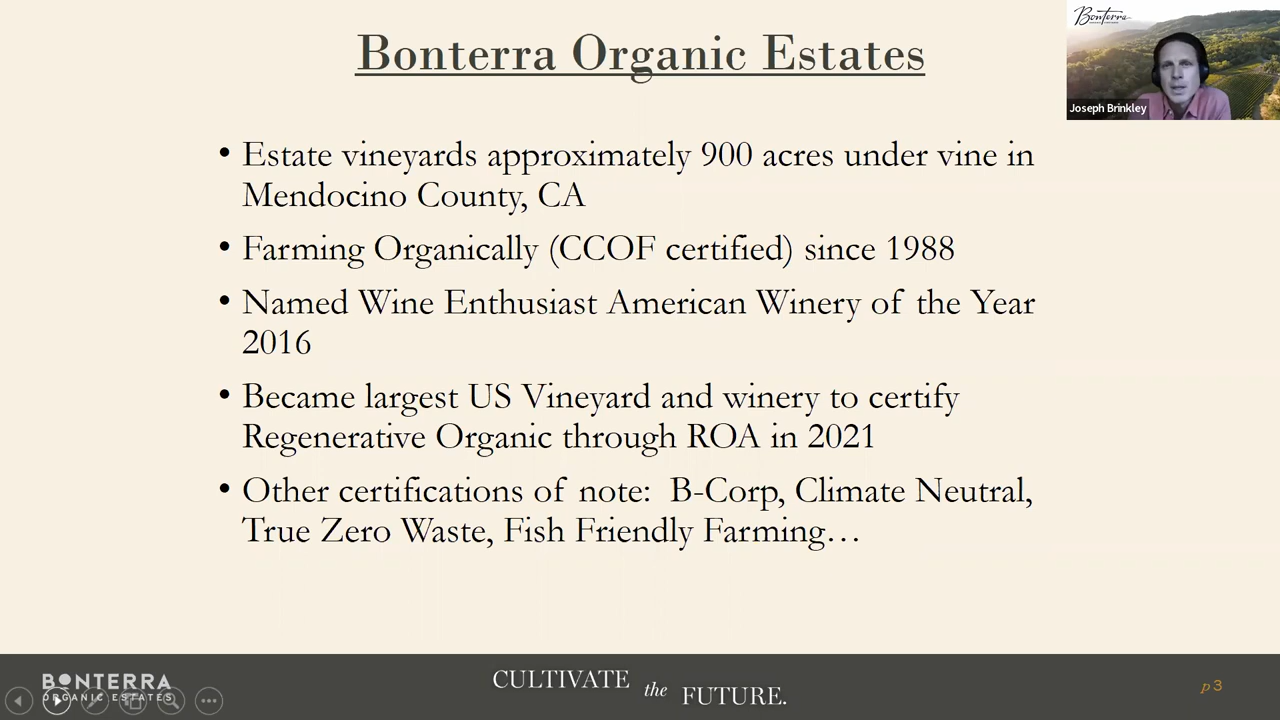 Bonterra Organic Estates
Bonterra
Joseph Brinkley
• Estate vineyards approximately 900 acres under vine in
Mendocino County, CA
• Farming Organically (CCOF certified) since 1988
• Named Wine Enthusiast American Winery of the Year
2016
• Became largest US Vineyard and winery to certify
Regenerative Organic through ROA in 2021
• Other certifications of note: B-Corp, Climate Neutral,
True Zero Waste, Fish Friendly Farming…
BONTERRA
ORGANIC ESTATES
CULTIVATE the FUTURE.
p3